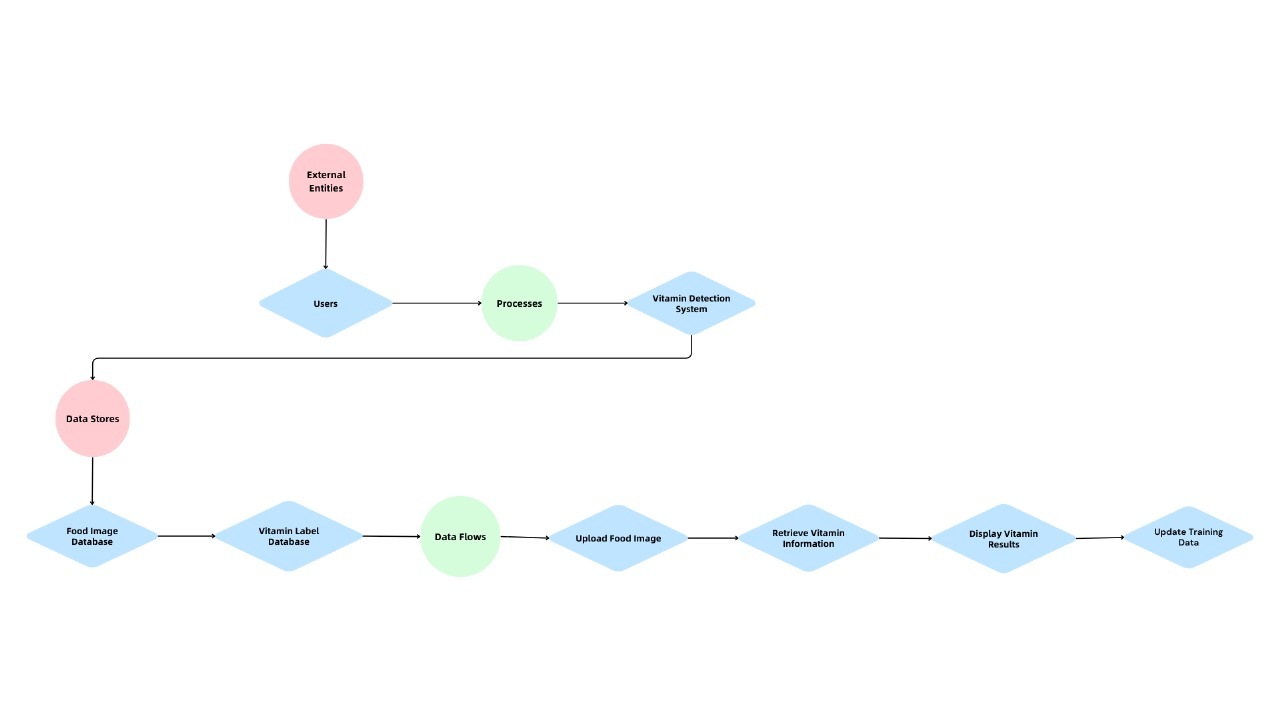 External
Entities
Users
Processes
Vitamin Detection
System
Data Stores
Food Image
Database
Vitamin Label
Database
Data Flows
Upload Food Image
Retrieve Vitamin
Information
Display Vitamin
Results
Update Training
Data